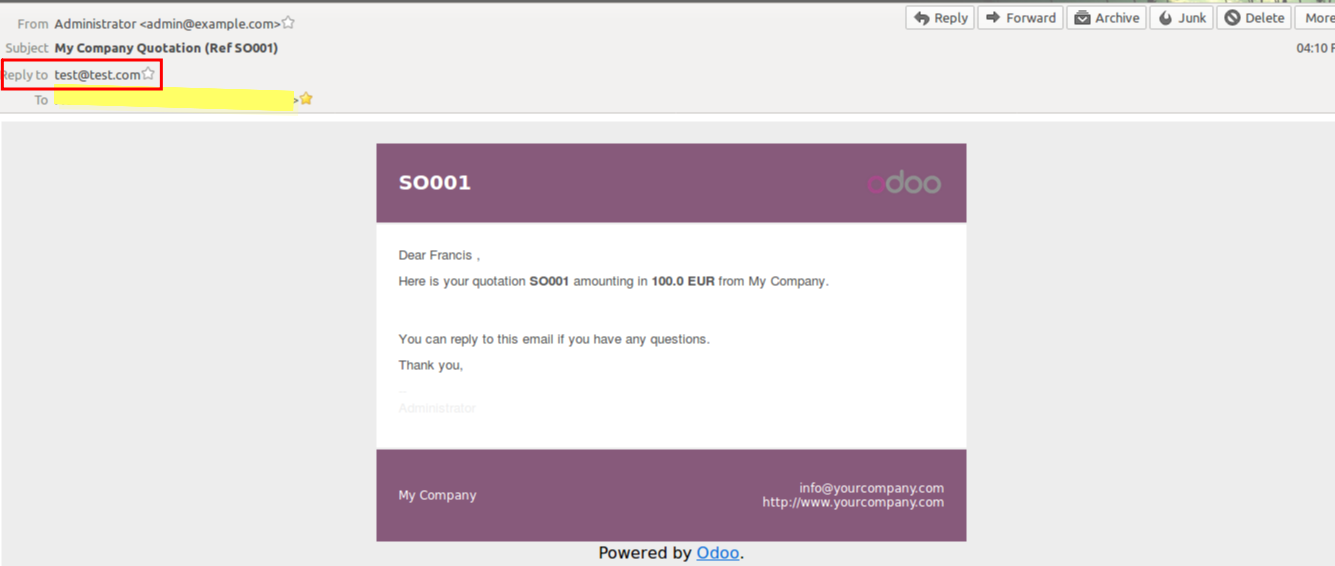 From Administrator <admin@example.com>
Reply Forward Archive Junk Delete More
Subject My Company Quotation (Ref SO001)
04:10
Reply to test@test.com
To >
SO001
odoo
Dear Francis ,
Here is your quotation SO001 amounting in 100.0 EUR from My Company.
You can reply to this email if you have any questions.
Thank you,
--
Administrator
My Company
info@yourcompany.com
http://www.yourcompany.com
Powered by Odoo.